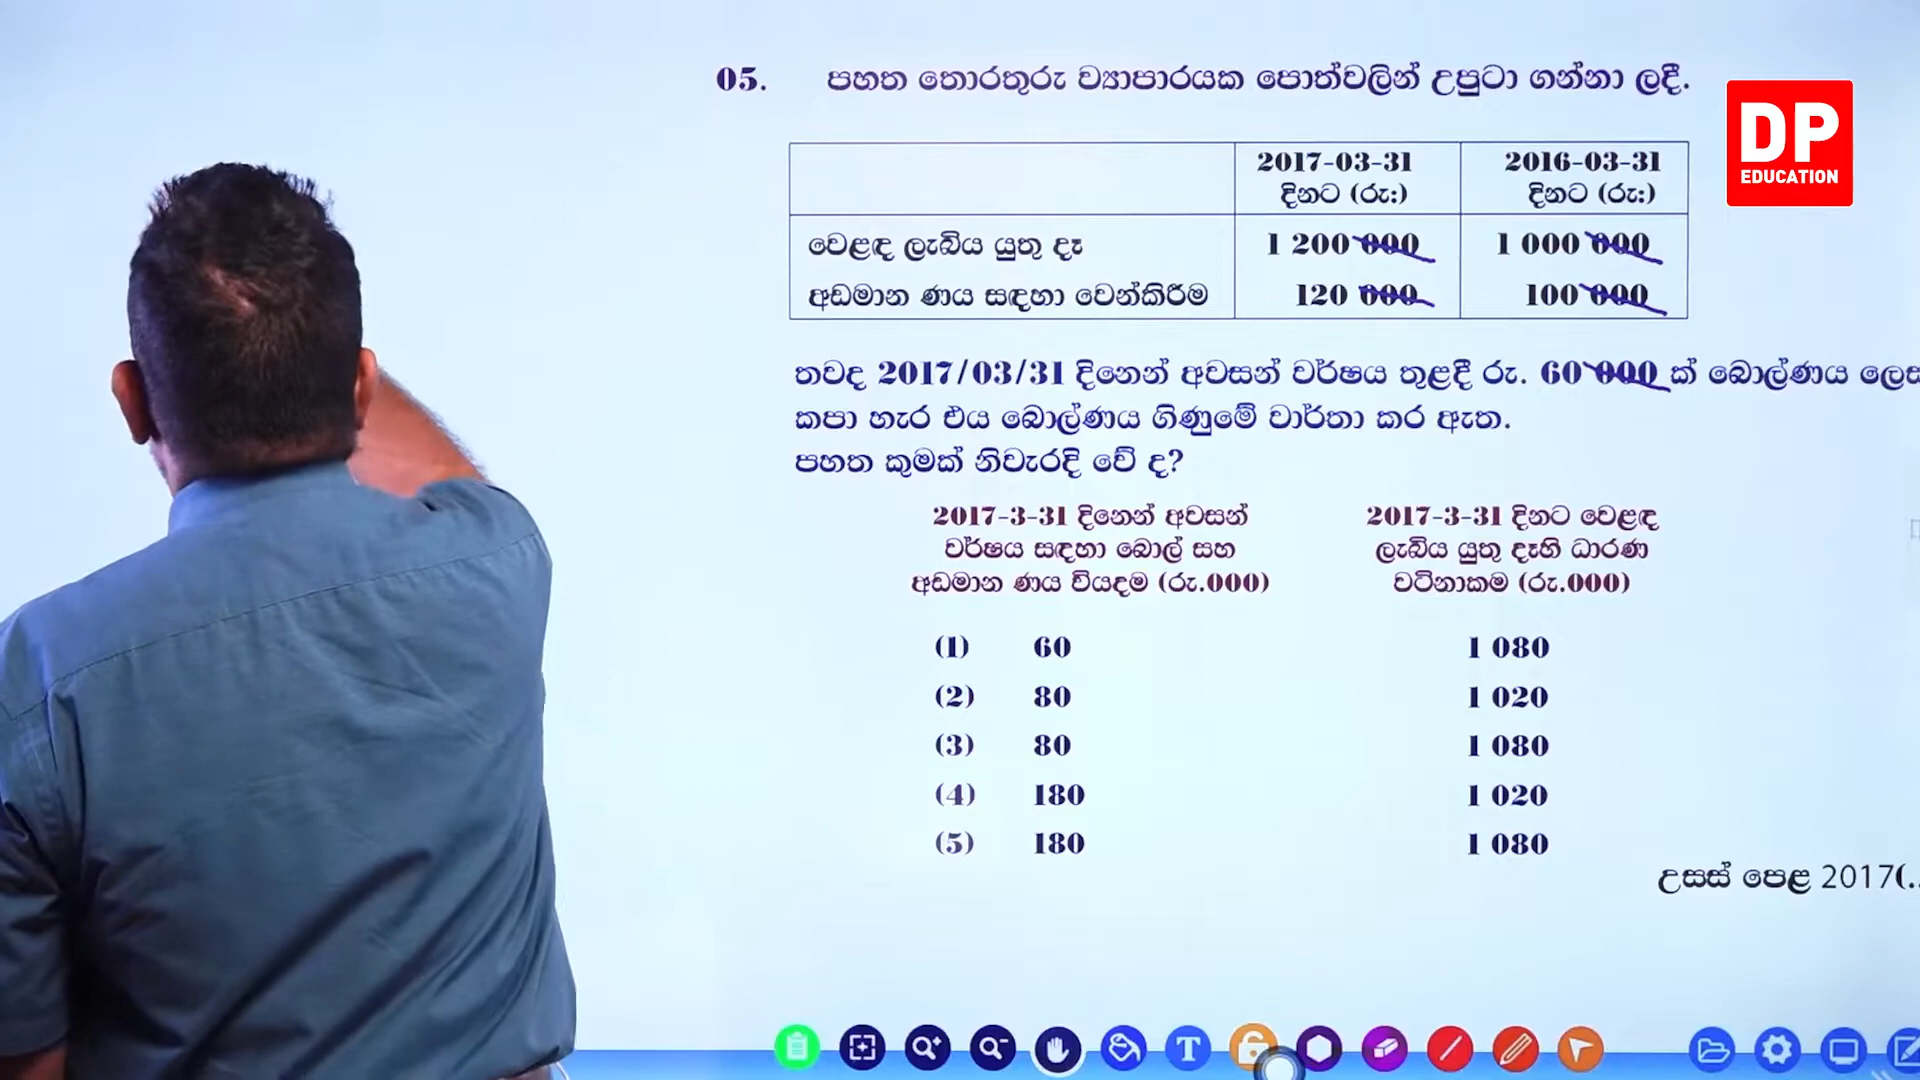 05. පහත තොරතුරු ව්‍යාපාරයක පොත්වලින් උපුටා ගන්නා ලදී.
DP
EDUCATION
2017-03-31 2016-03-31
දිනට (රු:) දිනට (රු:)
වෙළඳ ලැබිය යුතු දෑ 1 200 000 1 000 000
අඩමාන ණය සඳහා වෙන්කිරීම 120 000 100 000
තවද 2017/03/31 දිනෙන් අවසන් වර්ෂය තුළදී රු. 60 000 ක් බොල්ණය ලෙස
කපා හැර එය බොල්ණය ගිණුමේ වාර්තා කර ඇත.
පහත කුමක් නිවැරදි වේ ද?
2017-3-31 දිනෙන් අවසන් 2017-3-31 දිනට වෙළඳ
වර්ෂය සඳහා බොල් සහ ලැබිය යුතු දෑහි ධාරණ
අඩමාන ණය වියදම (රු.000) වටිනාකම (රු.000)
(1) 60 1 080
(2) 80 1 020
(3) 80 1 080
(4) 180 1 020
(5) 180 1 080
උසස් පෙළ 2017(..
T